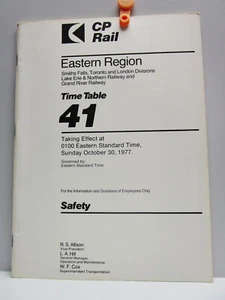 CP
Rail
Eastern Region
Smiths Falls, Toronto and London Divisions
Lake Erie & Northern Railway and
Grand River Railway
Time Table
41
Taking Effect at
0100 Eastern Standard Time,
Sunday October 30, 1977.
Governed by
Eastern Standard Time
For the Information and Guidance of Employees Only
Safety
R. S. Allison
Vice-President
L. A. Hill
General Manager,
Operation and Maintenance
W. F. Cox
Superintendent Transportation